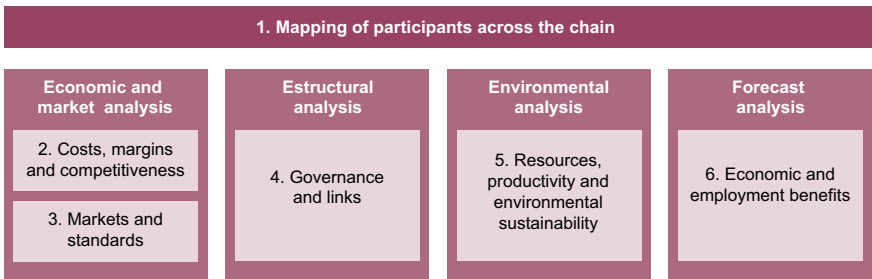 1. Mapping of participants across the chain
Economic and
market analysis
2. Costs, margins
and competitiveness
3. Markets and
standards
Estructural
analysis
4. Governance
and links
Environmental
analysis
5. Resources,
productivity and
environmental
sustainability
Forecast
analysis
6. Economic and
employment benefits